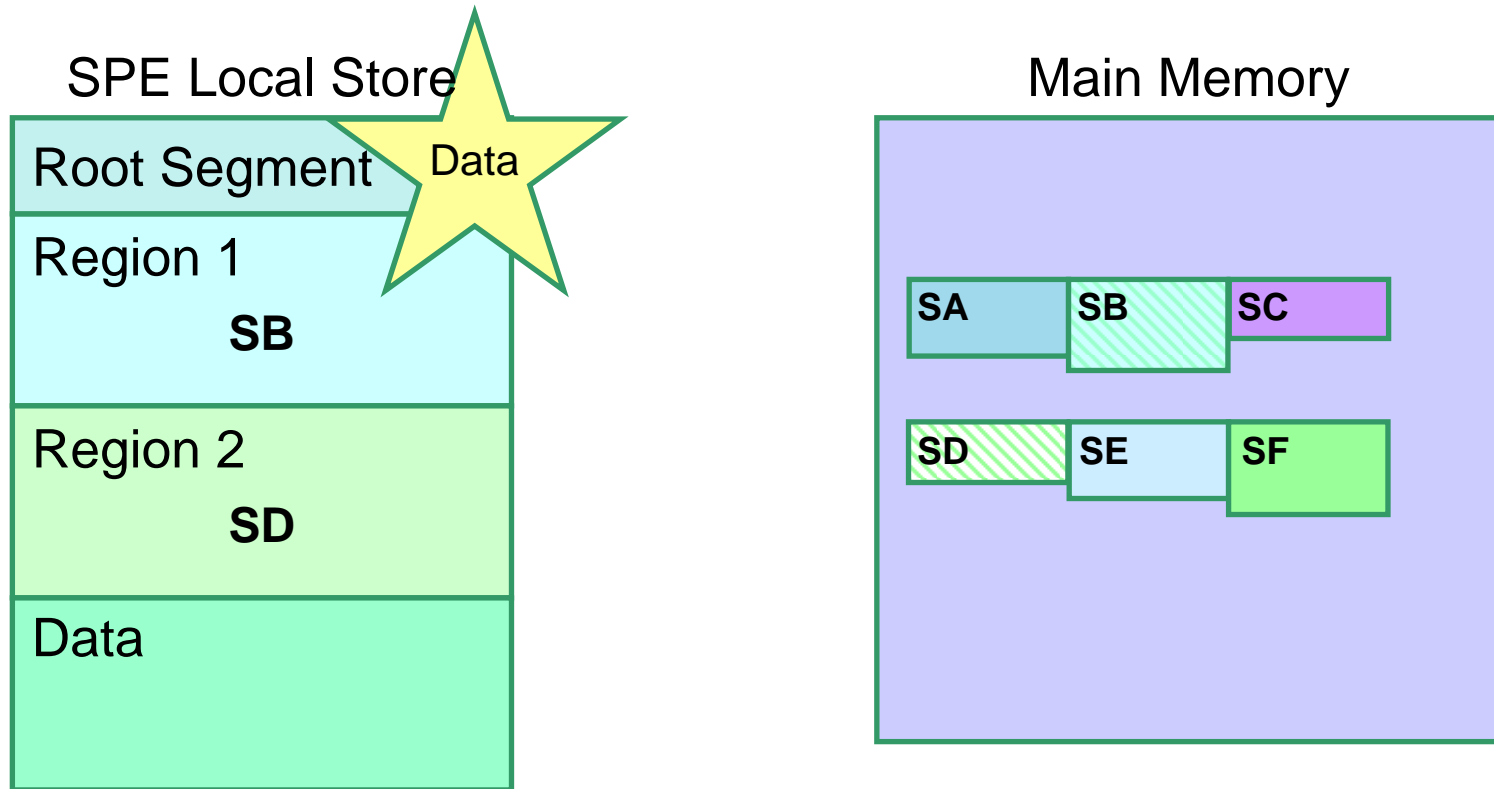 SPE Local Store
Main Memory
Root Segment
Data
Region 1
SB
Region 2
SD
Data
SA SB SC
SD SE SF